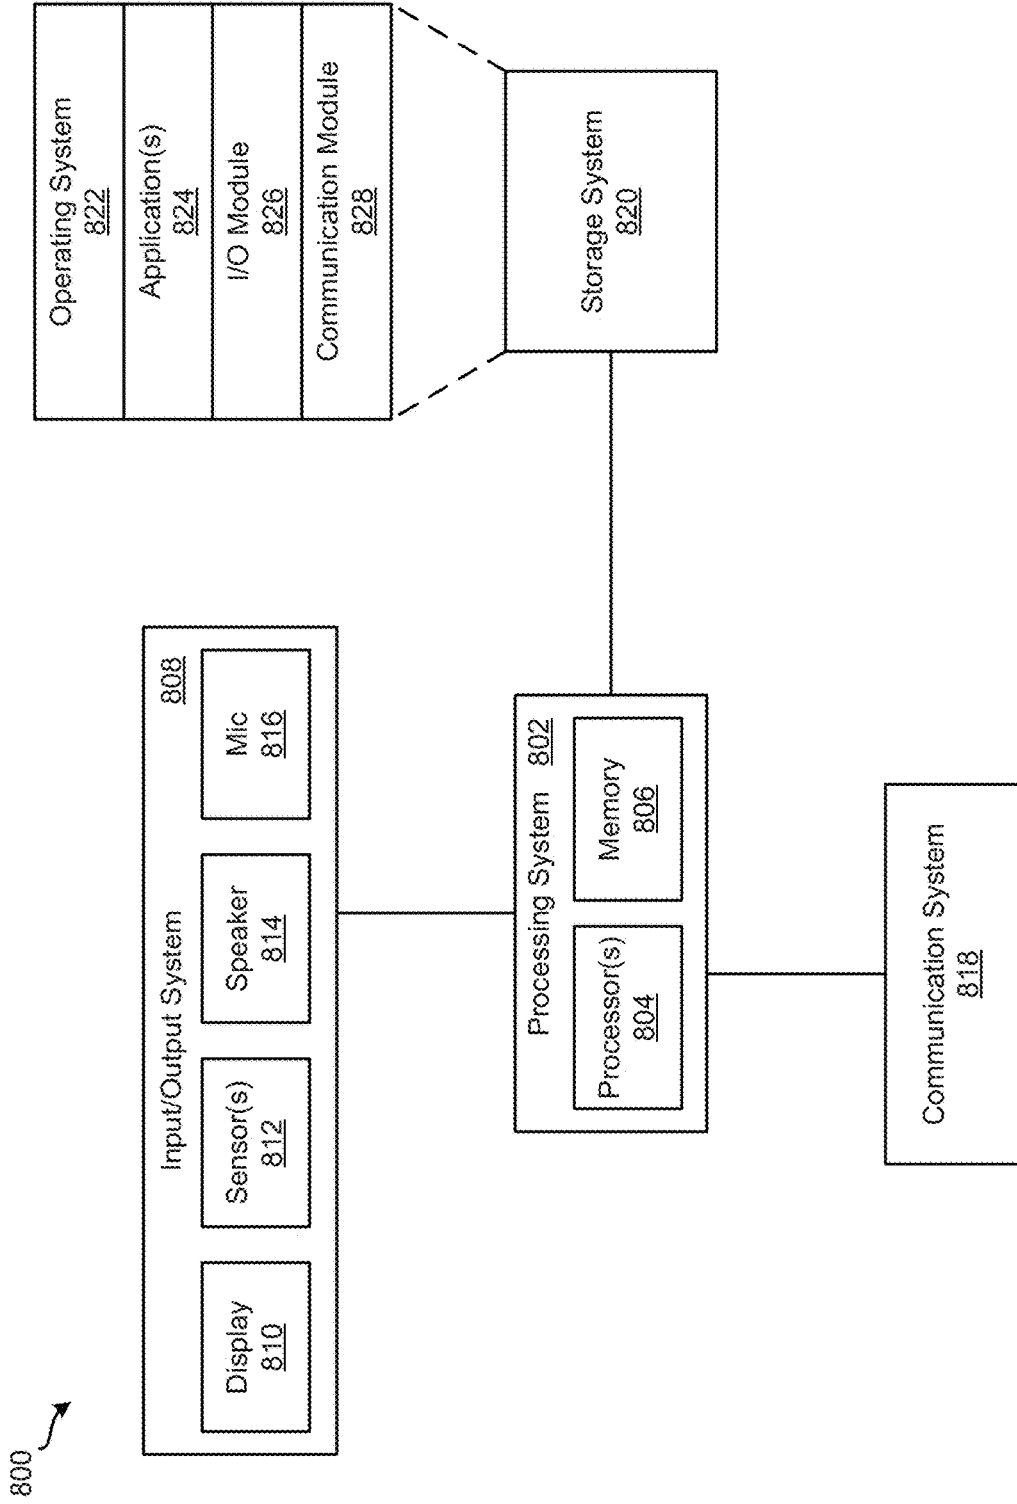 800
Input/Output System
808
Display
810
Sensor(s)
812
Speaker
814
Mic
816
Processing System
802
Processor(s)
804
Memory
806
Communication System
818
Operating System
822
Application(s)
824
I/O Module
826
Communication Module
828
Storage System
820